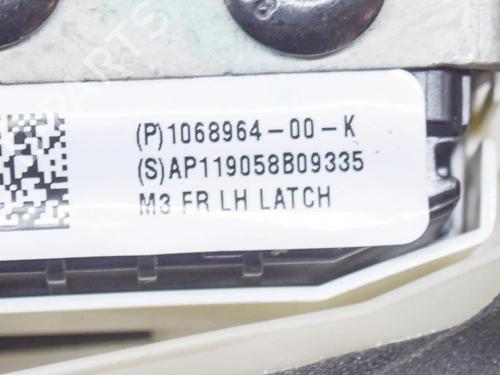 (P)1068964-00-K
(S)AP119058B09335
M3 FR LH LATCH